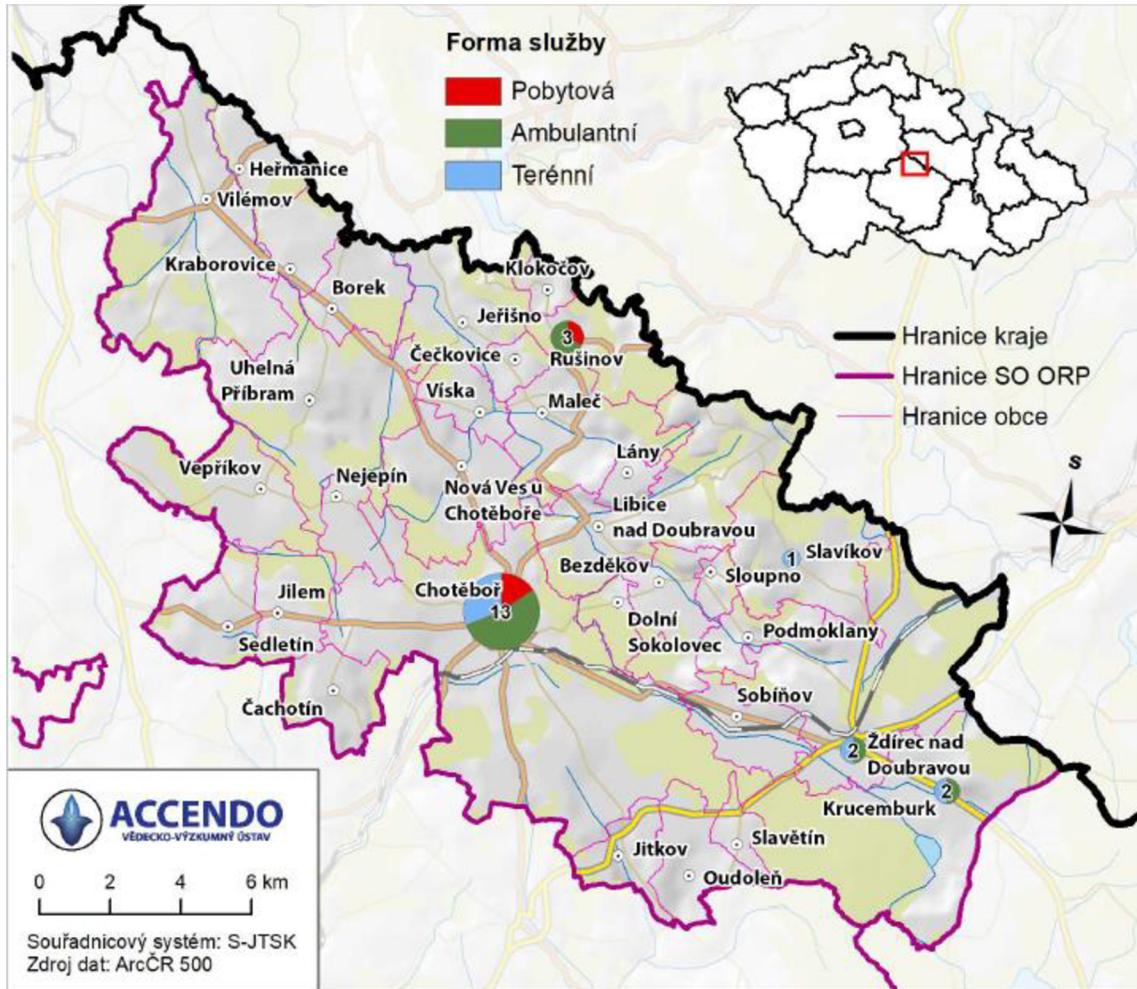 Forma služby
Pobytová
Ambulantní
Terénní
Heřmanice
Vilémov
Kraborovice
Borek
Klokočov
Jeřišno
3
Rušinov
Čečkovice
Uhelná
Příbram
Víska
Maleč
Hranice kraje
Hranice SO ORP
Hranice obce
Vepříkov
Nejepín
Lány
Nová Ves u
Chotěboře
Libice
nad Doubravou
S
1
Slavíkov
Bezděkov
Sloupno
Chotěboř
13
Jilem
Sedletín
Dolní
Sokolovec
Podmoklany
Čachotín
Sobíňov
2
Ždírec nad
Doubravou
2
Krucemburk
Slavětín
Jitkov
Oudoleň
ACCENDO
VĚDECKO-VÝZKUMNÝ ÚSTAV
0 2 4 6 km
Souřadnicový systém: S-JTSK
Zdroj dat: ArcČR 500